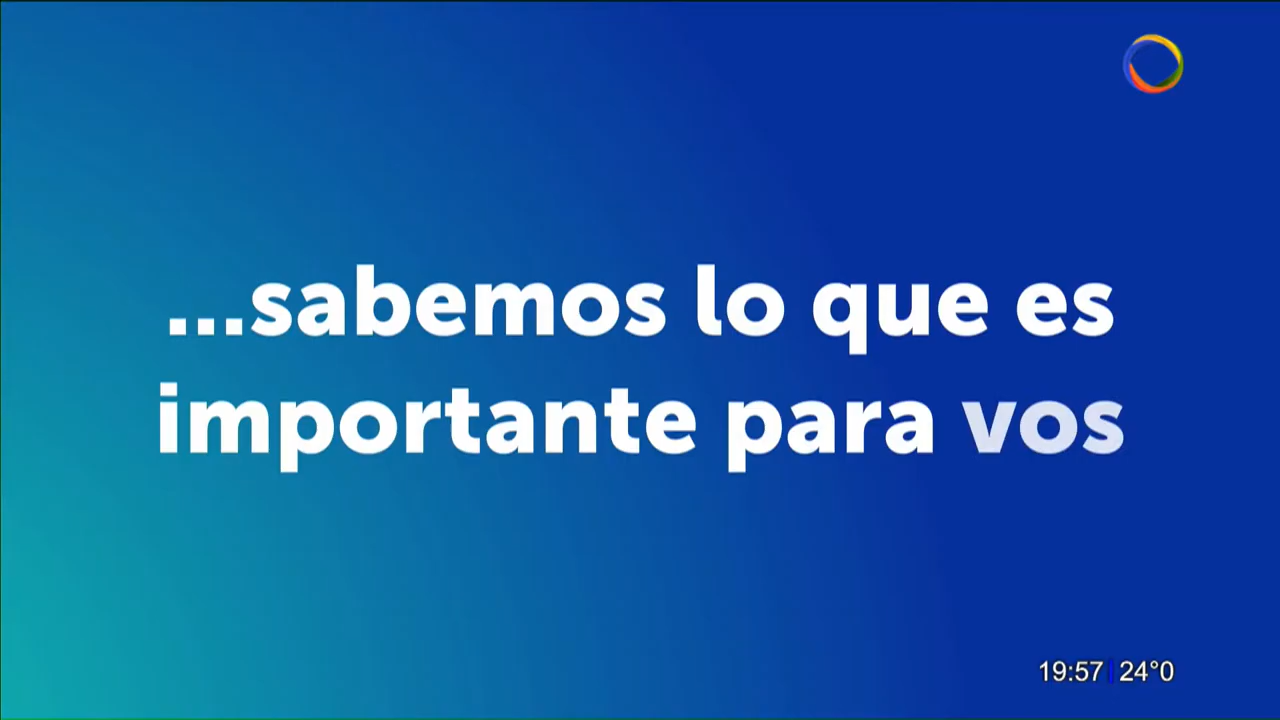 ...sabemos lo que es
importante para vos
19:57 24°0